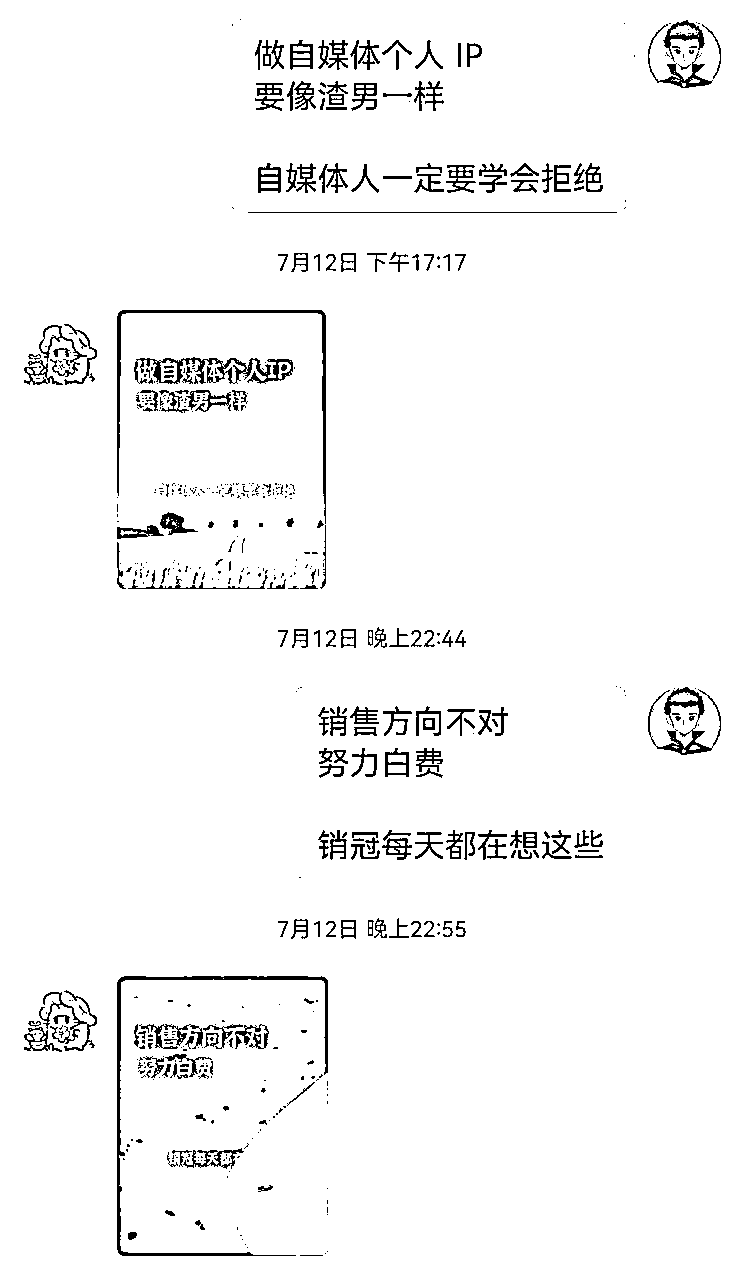 做自媒体个人 IP
要像渣男一样
自媒体人一定要学会拒绝
7月12日 下午17:17
做自媒体个人IP
要像渣男一样
7月12日 晚上22:44
销售方向不对
努力白费
销冠每天都在想这些
7月12日 晚上22:55
销售方向不对
努力白费
销冠每天都